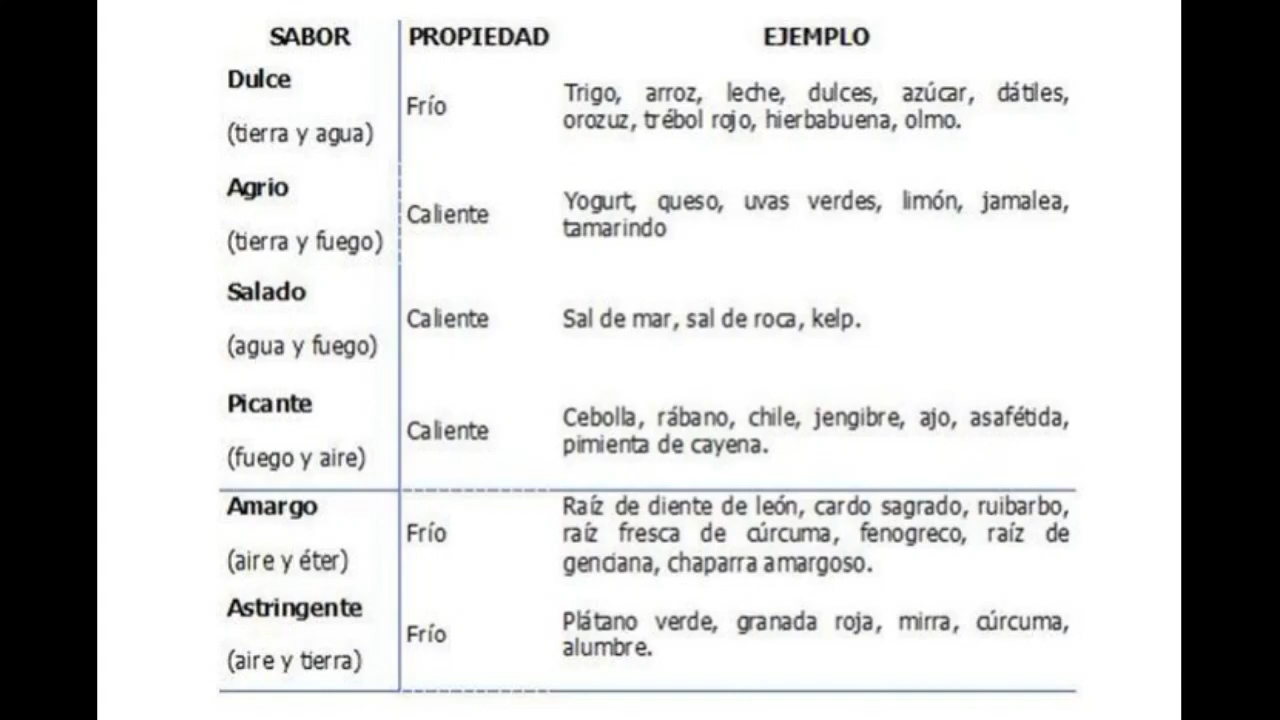 SABOR PROPIEDAD EJEMPLO
Dulce
(tierra y agua)
Frío
Trigo, arroz, leche, dulces, azúcar, dátiles,
orozuz, trébol rojo, hierbabuena, olmo.
Agrio
(tierra y fuego)
Caliente
Yogurt, queso, uvas verdes, limón, jamalea,
tamarindo
Salado
(agua y fuego)
Caliente
Sal de mar, sal de roca, kelp.
Picante
(fuego y aire)
Caliente
Cebolla, rábano, chile, jengibre, ajo, asafétida,
pimienta de cayena.
Amargo
(aire y éter)
Frío
Raíz de diente de león, cardo sagrado, ruibarbo,
raíz fresca de cúrcuma, fenogreco, raíz de
genciana, chaparra amargoso.
Astringente
(aire y tierra)
Frío
Plátano verde, granada roja, mirra, cúrcuma,
alumbre.